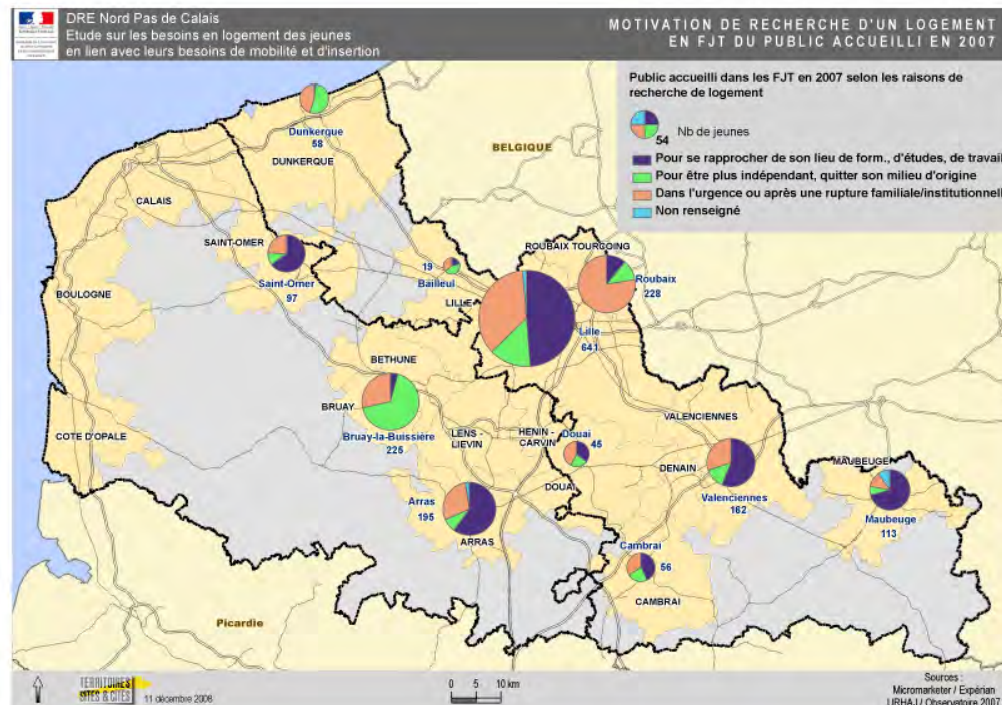 DRE Nord Pas de Calais
Etude sur les besoins en logement des jeunes
en lien avec leurs besoins de mobilité et d'insertion
MOTIVATION DE RECHERCHE D'UN LOGEMENT
EN FJT DU PUBLIC ACCUEILLI EN 2007
Public accueilli dans les FJT en 2007 selon les raisons de
recherche de logement
54
Nb de jeunes
Pour se rapprocher de son lieu de form., d'études, de travail
Pour être plus indépendant, quitter son milieu d'origine
Dans l'urgence ou après une rupture familiale/institutionnell
Non renseigné
Dunkerque
58
DUNKERQUE
BELGIQUE
CALAIS
SAINT-OMER
Saint-Omer
97
19
Bailleul
ROUBAIX TOURCOING
Roubaix
228
BOULOGNE
LILLE
Lille
641
BETHUNE
BRUAY
Bruay-la-Buissière
225
COTE D'OPALE
LENS -
LIEVIN
HENIN -
CARVIN
Douai
45
DOUAI
VALENCIENNES
DENAIN
Valenciennes
162
MAUBEUGE
Maubeuge
113
Arras
195
ARRAS
Cambrai
56
CAMBRAI
Picardie
TERRITOIRES
SITES & CITÉS
11 décembre 2008
0 5 10 km
Sources :
Micromarketer / Expérian
URHAJ / Observatoire 2007